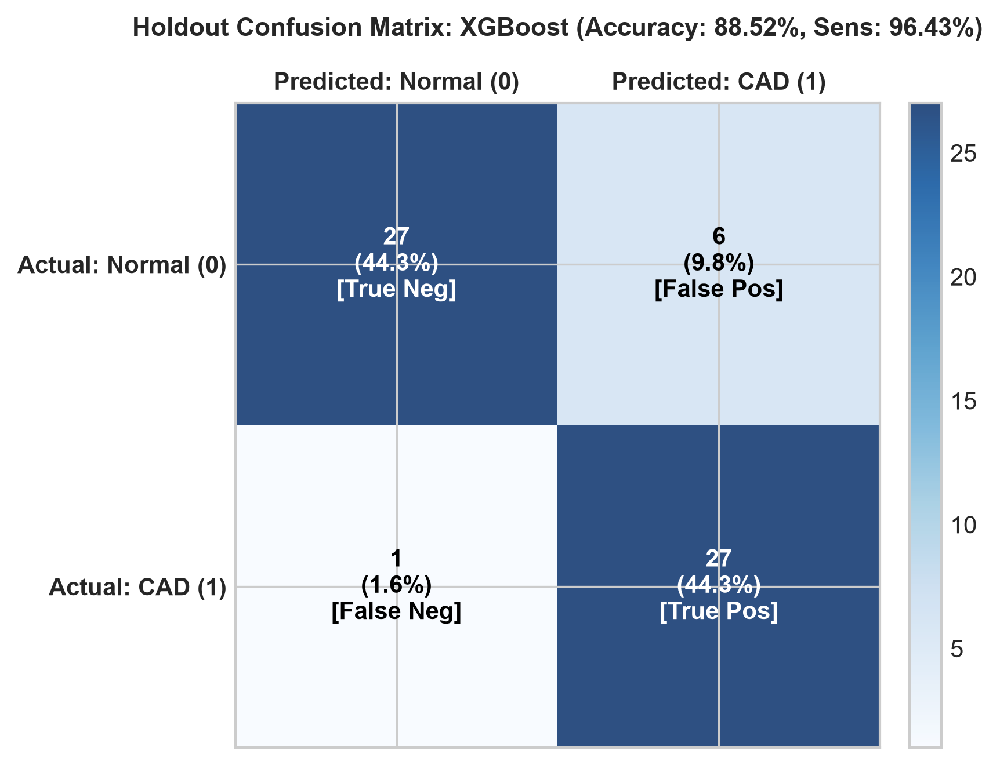 Holdout Confusion Matrix: XGBoost (Accuracy: 88.52%, Sens: 96.43%)
Predicted: Normal (0)
Predicted: CAD (1)
Actual: Normal (0)
27
(44.3%)
[True Neg]
6
(9.8%)
[False Pos]
Actual: CAD (1)
1
(1.6%)
[False Neg]
27
(44.3%)
[True Pos]
25
20
15
10
5